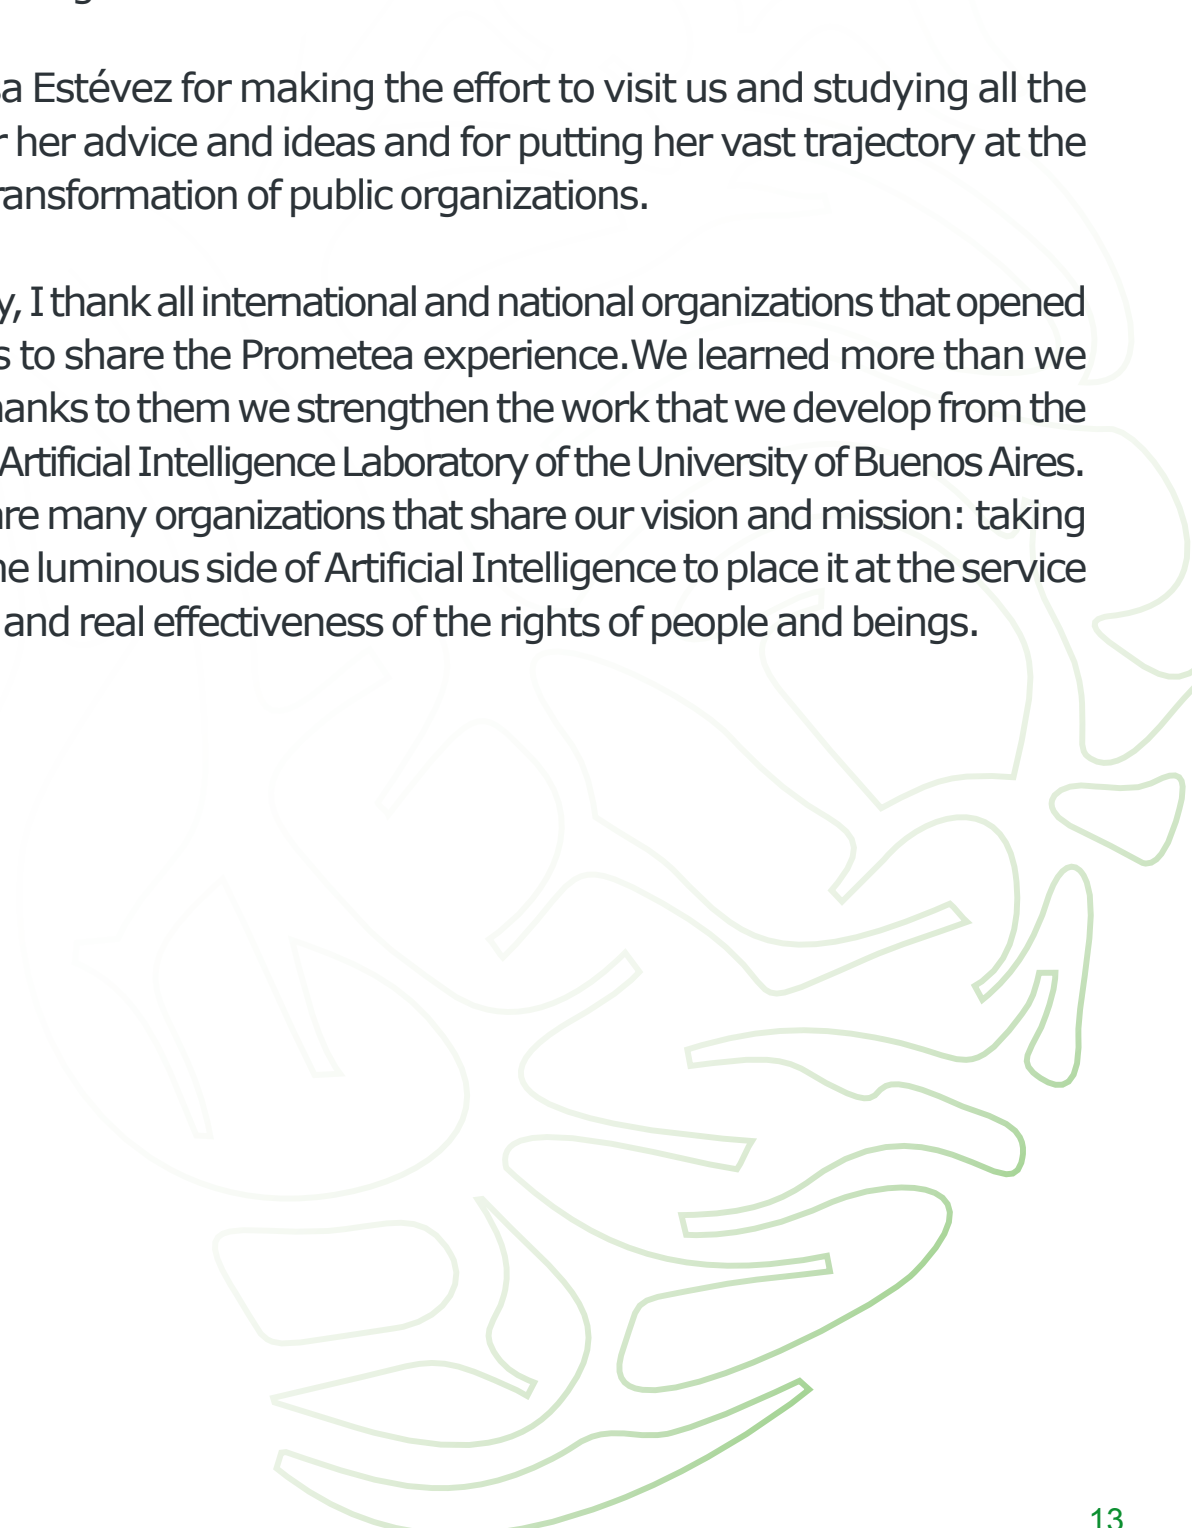 a Estévez for making the effort to visit us and studying all the
her advice and ideas and for putting her vast trajectory at the
ransformation of public organizations.
y, I thank all international and national organizations that opened
s to share the Prometea experience.We learned more than we
hanks to them we strengthen the work that we develop from the
Artificial Intelligence Laboratory of the University of Buenos Aires.
are many organizations that share our vision and mission: taking
he luminous side of Artificial Intelligence to place it at the service
and real effectiveness of the rights of people and beings.
13